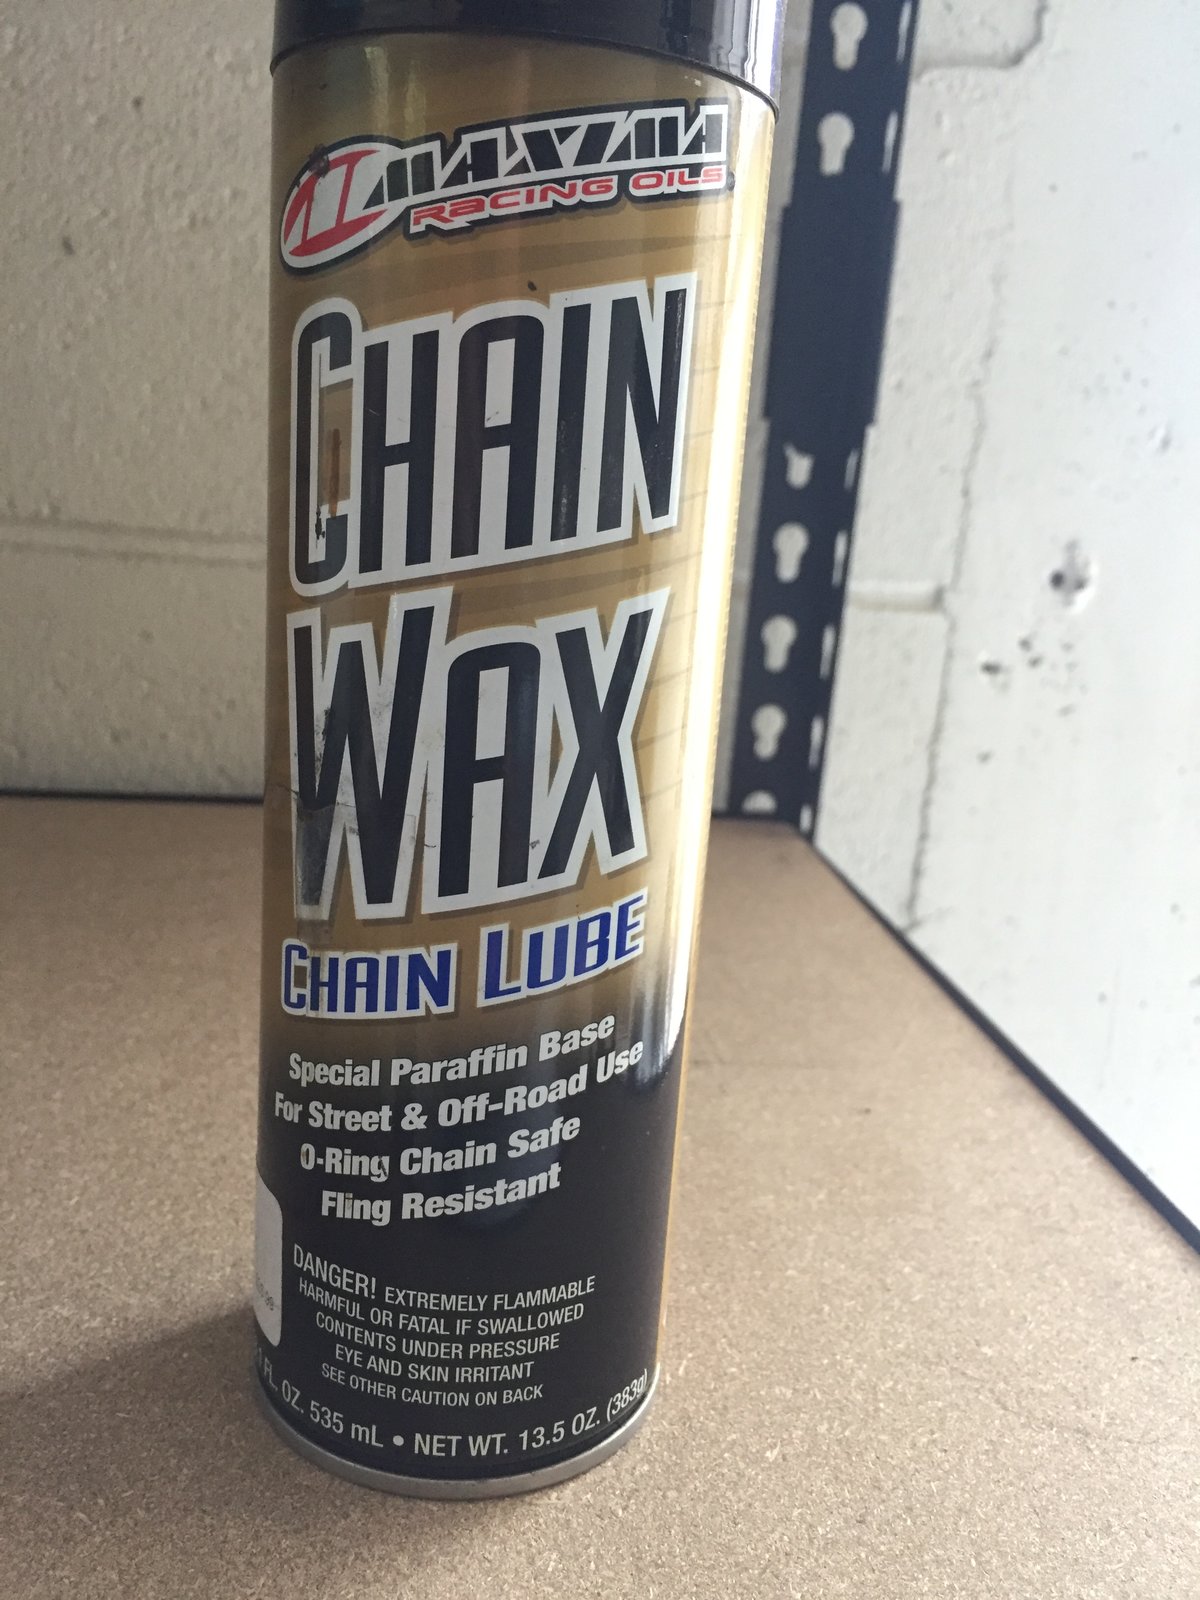 MAXIMA
RACING OILS
CHAIN
WAX
CHAIN LUBE
Special Paraffin Base
For Street & Off-Road Use
O-Ring Chain Safe
Fling Resistant
DANGER! EXTREMELY FLAMMABLE
HARMFUL OR FATAL IF SWALLOWED
CONTENTS UNDER PRESSURE
EYE AND SKIN IRRITANT
SEE OTHER CAUTION ON BACK
FL. OZ. 535 mL • NET WT. 13.5 OZ. (383g)